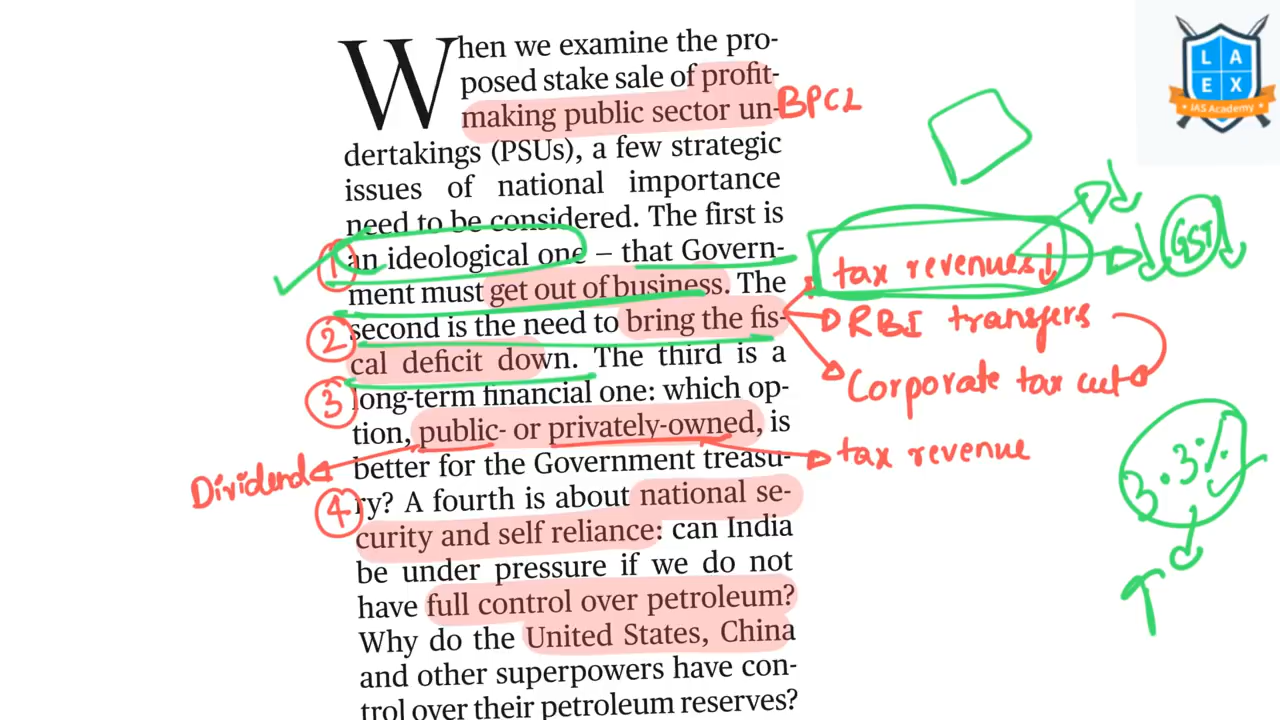 When we examine the pro-
posed stake sale of profit-
making public sector un-
BPCL
dertakings (PSUs), a few strategic
issues of national importance
need to be considered. The first is
1 an ideological one – that Govern-
ment must get out of business. The
2 second is the need to bring the fis-
cal deficit down. The third is a
3 long-term financial one: which op-
tion, public- or privately-owned, is
better for the Government treasu-
4 ry? A fourth is about national se-
curity and self reliance: can India
be under pressure if we do not
have full control over petroleum?
Why do the United States, China
and other superpowers have con-
trol over their petroleum reserves?
tax revenues ↓
GST
RBI transfers
Corporate tax cut
tax revenue
Dividend
3.3%
L A
E X
IAS Academy